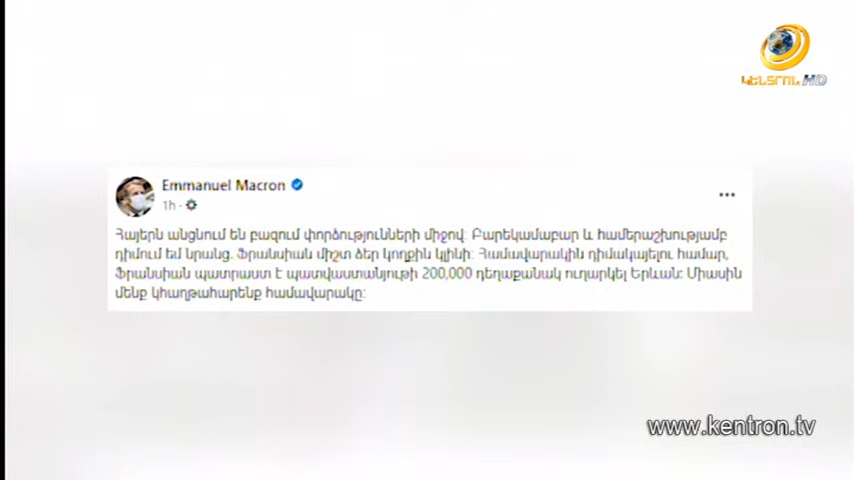 ԿԵՆՏՐՈՆ HD
Emmanuel Macron
1h ·
Հայերն անցնում են բազում փորձությունների միջով։ Բարեկամաբար և համերաշխությամբ
դիմում եմ նրանց. Ֆրանսիան միշտ ձեր կողքին կլինի։ Համավարակին դիմակայելու համար,
Ֆրանսիան պատրաստ է պատվաստանյութի 200,000 դեղաքանակ ուղարկել Երևան։ Միասին
մենք կհաղթահարենք համավարակը։
www.kentron.tv